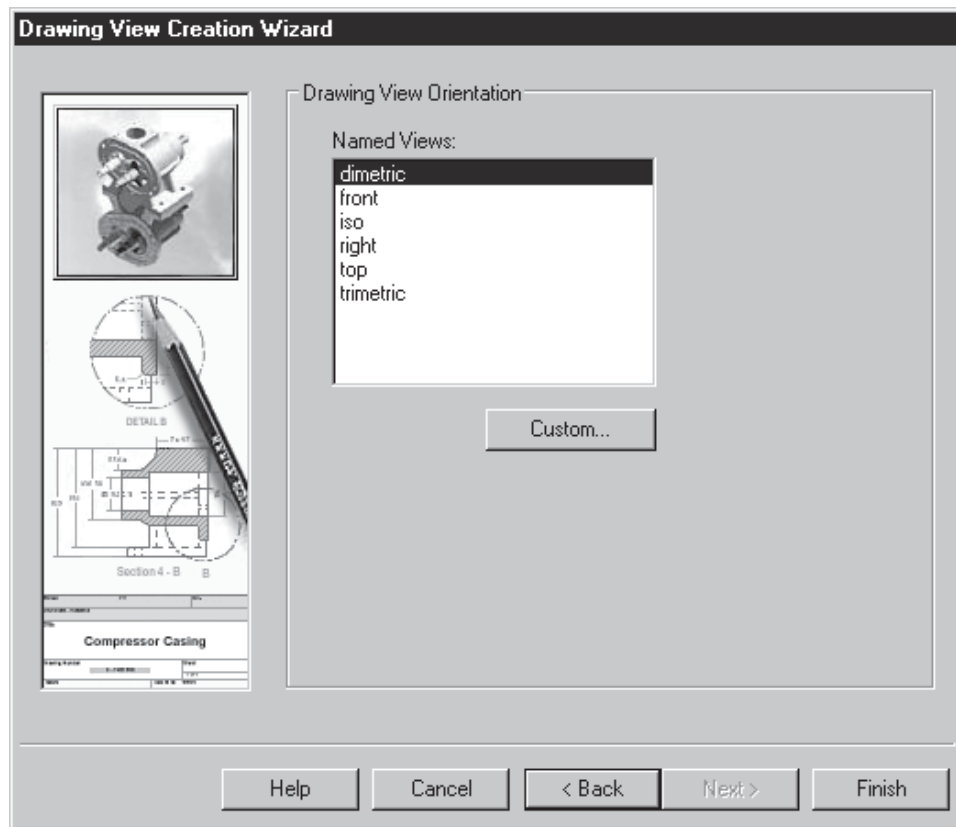 Drawing View Creation Wizard
Drawing View Orientation
Named Views:
dimetric
front
iso
right
top
trimetric
Custom...
DETAIL B
Section 4 - B
B
Compressor Casing
Help
Cancel
< Back
Next >
Finish